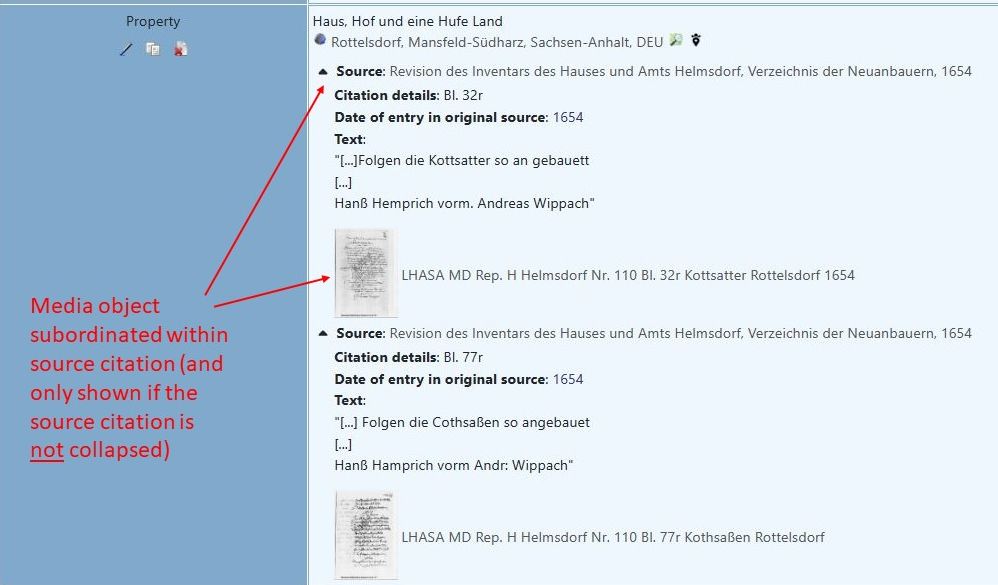 Property
Haus, Hof und eine Hufe Land
Rottelsdorf, Mansfeld-Südharz, Sachsen-Anhalt, DEU
Source: Revision des Inventars des Hauses und Amts Helmsdorf, Verzeichnis der Neuanbauern, 1654
Citation details: Bl. 32r
Date of entry in original source: 1654
Text:
"[...]Folgen die Kottsatter so an gebauett
[...]
Hanß Hemprich vorm. Andreas Wippach"
LHASA MD Rep. H Helmsdorf Nr. 110 Bl. 32r Kottsatter Rottelsdorf 1654
Source: Revision des Inventars des Hauses und Amts Helmsdorf, Verzeichnis der Neuanbauern, 1654
Citation details: Bl. 77r
Date of entry in original source: 1654
Text:
"[...] Folgen die Cothsaßen so angebauet
[...]
Hanß Hamprich vorm Andr: Wippach"
LHASA MD Rep. H Helmsdorf Nr. 110 Bl. 77r Kothsaßen Rottelsdorf
Media object
subordinated within
source citation (and
only shown if the
source citation is
not collapsed)